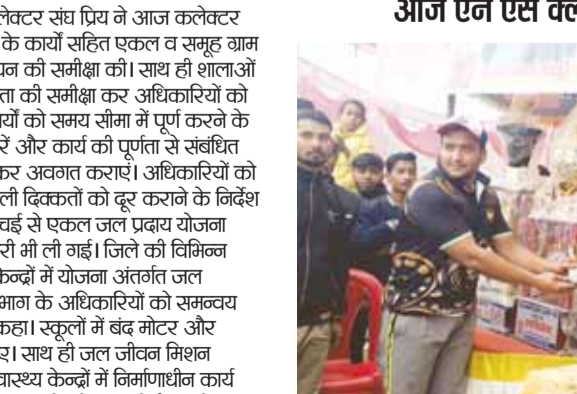 लेक्टर संघ प्रिय ने आज कलेक्टर
के कार्यों सहित एकल व समूह ग्राम
यन की समीक्षा की। साथ ही शालाओं
ता की समीक्षा कर अधिकारियों को
र्यों को समय सीमा में पूर्ण करने के
रें और कार्य की पूर्णता से संबंधित
कर अवगत कराएं। अधिकारियों को
ली दिक्कतों को दूर कराने के निर्देश
चई से एकल जल प्रदाय योजना
री भी ली गई। जिले की विभिन्न
केन्द्रों में योजना अंतर्गत जल
भाग के अधिकारियों को समन्वय
कहा। स्कूलों में बंद मोटर और
ए। साथ ही जल जीवन मिशन
वास्थ्य केन्द्रों में निर्माणाधीन कार्य
आज एन एस क्ल